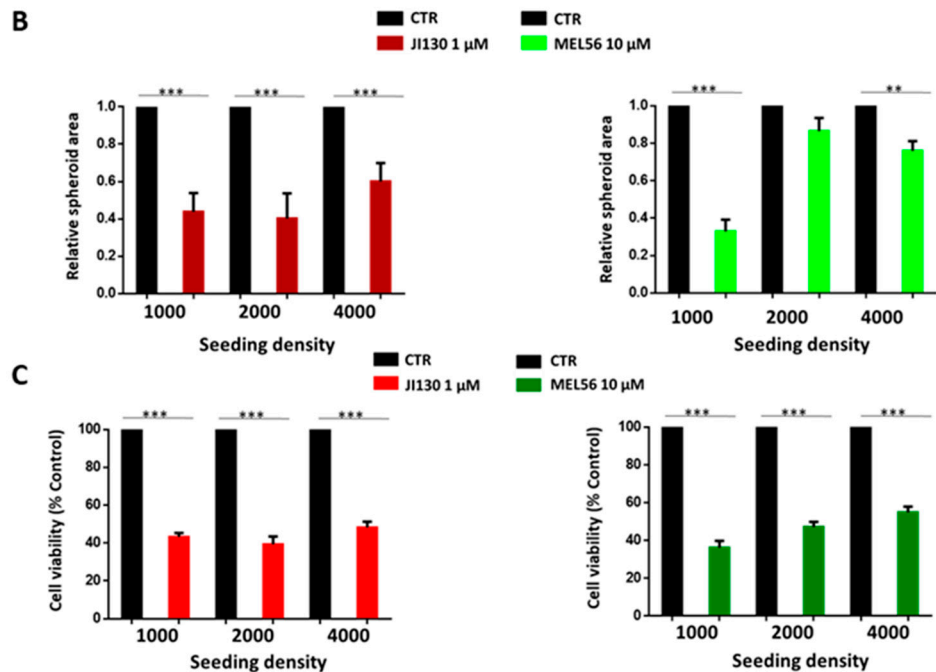 B
CTR
CTR
JI130 1 µM
MEL56 10 µM
*** *** ***
Relative spheroid area
1.0
0.8
0.6
0.4
0.2
0.0
1000 2000 4000
Seeding density
*** **
Relative spheroid area
1.0
0.8
0.6
0.4
0.2
0.0
1000 2000 4000
Seeding density
C
CTR
CTR
JI130 1 µM
MEL56 10 µM
*** *** ***
Cell viability (% Control)
100
80
60
40
20
0
1000 2000 4000
Seeding density
*** *** ***
Cell viability (% Control)
100
80
60
40
20
0
1000 2000 4000
Seeding density